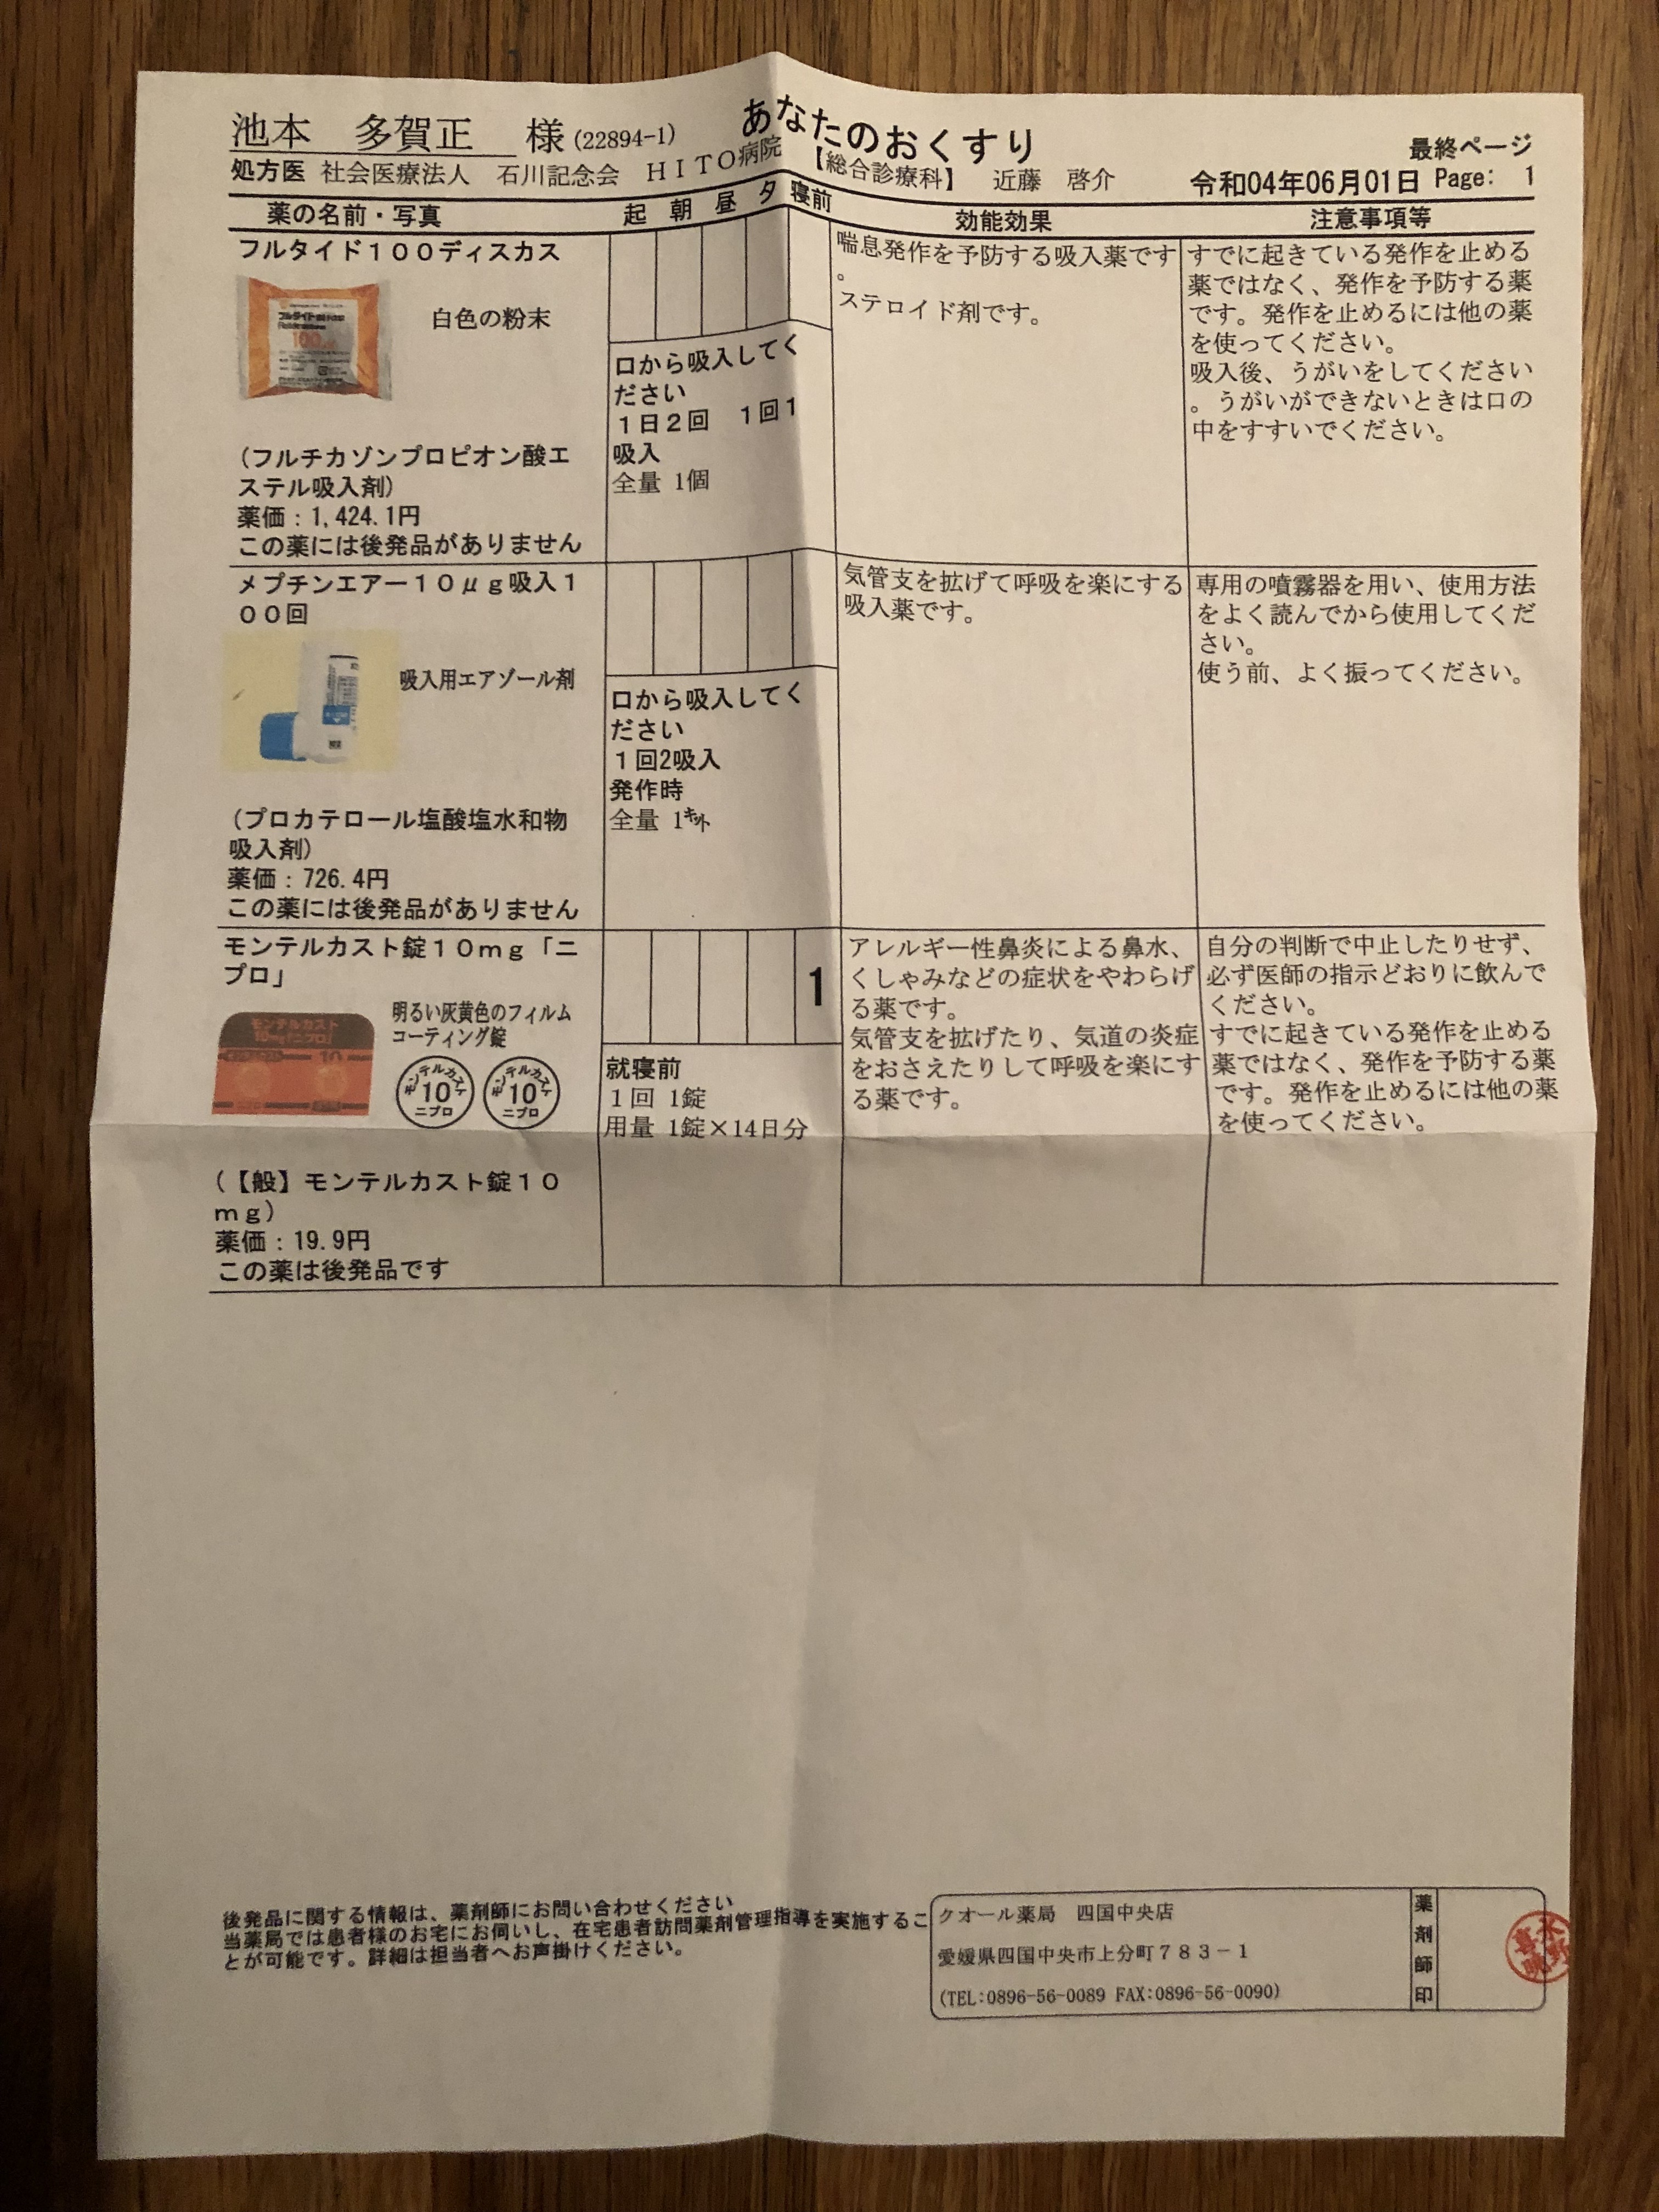 池本　多賀正　様(22894-1)
あなたのおくすり
最終ページ
処方医 社会医療法人　石川記念会　ＨＩＴＯ病院　【総合診療科】　近藤　啓介
令和04年06月01日 Page: 1
薬の名前・写真
起 朝 昼 夕 寝前
効能効果
注意事項等
フルタイド１００ディスカス
白色の粉末
100
(フルチカゾンプロピオン酸エ
ステル吸入剤)
薬価：1,424.1円
この薬には後発品がありません
口から吸入してく
ださい
１日２回　１回１
吸入
全量 1個
喘息発作を予防する吸入薬です
。
ステロイド剤です。
すでに起きている発作を止める
薬ではなく、発作を予防する薬
です。発作を止めるには他の薬
を使ってください。
吸入後、うがいをしてください
。うがいができないときは口の
中をすすいでください。
メプチンエアー１０μｇ吸入１
００回
吸入用エアゾール剤
(プロカテロール塩酸塩水和物
吸入剤)
薬価：726.4円
この薬には後発品がありません
口から吸入してく
ださい
１回2吸入
発作時
全量 1ｷｯﾄ
気管支を拡げて呼吸を楽にする
吸入薬です。
専用の噴霧器を用い、使用方法
をよく読んでから使用してくだ
さい。
使う前、よく振ってください。
モンテルカスト錠１０ｍｇ「ニ
プロ」
明るい灰黄色のフィルム
コーティング錠
モンテルカスト
10mg「ニプロ」
10
モンテルカスト
10
ニプロ
モンテルカスト
10
ニプロ
(【般】モンテルカスト錠１０
ｍｇ)
薬価：19.9円
この薬は後発品です
1
就寝前
１回 1錠
用量 1錠×14日分
アレルギー性鼻炎による鼻水、
くしゃみなどの症状をやわらげ
る薬です。
気管支を拡げたり、気道の炎症
をおさえたりして呼吸を楽にす
る薬です。
自分の判断で中止したりせず、
必ず医師の指示どおりに飲んで
ください。
すでに起きている発作を止める
薬ではなく、発作を予防する薬
です。発作を止めるには他の薬
を使ってください。
後発品に関する情報は、薬剤師にお問い合わせください
当薬局では患者様のお宅にお伺いし、在宅患者訪問薬剤管理指導を実施するこ
とが可能です。詳細は担当者へお声掛けください。
クオール薬局　四国中央店
愛媛県四国中央市上分町７８３－１
(TEL:0896-56-0089 FAX:0896-56-0090)
薬剤師印